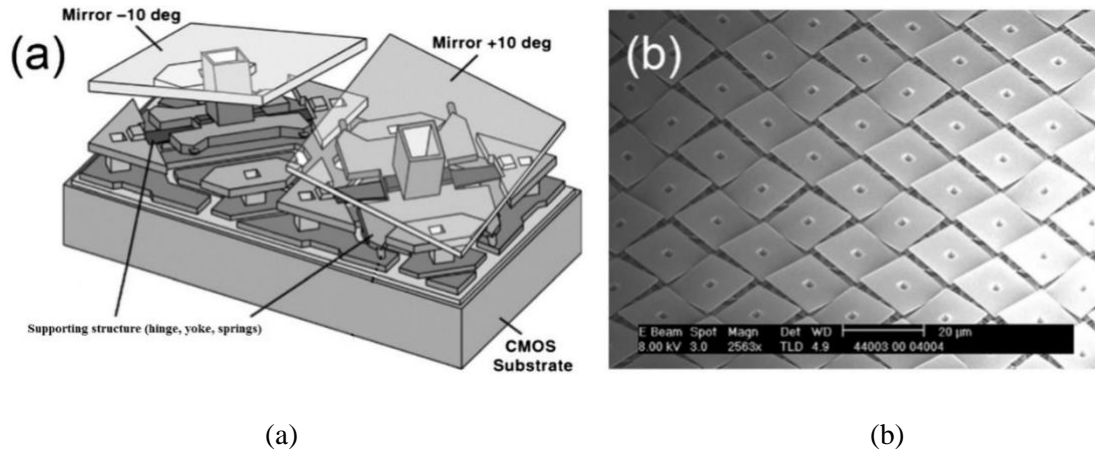 (a)
Mirror –10 deg
Mirror +10 deg
Supporting structure (hinge, yoke, springs)
CMOS
Substrate
(b)
E Beam Spot Magn Det WD 20 µm
8.00 kV 3.0 2563x TLD 4.9 44003 00 04004
(a)
(b)